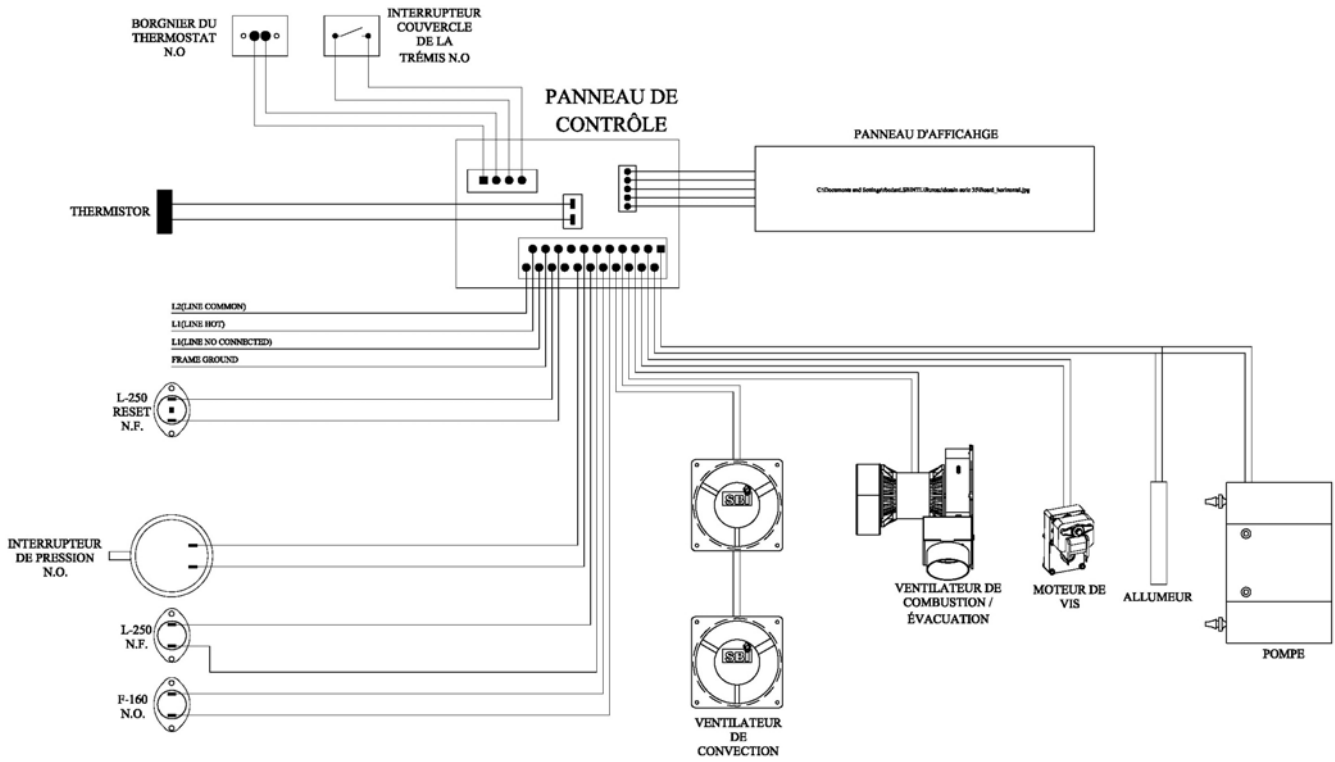 BORGNIER DU
THERMOSTAT
N.O
INTERRUPTEUR
COUVERCLE
DE LA
TRÉMIS N.O
PANNEAU DE
CONTRÔLE
PANNEAU D'AFFICAHGE
THERMISTOR
L2(LINE COMMON)
L1(LINE HOT)
L1(LINE NO CONNECTED)
FRAME GROUND
L-250
RESET
N.F.
INTERRUPTEUR
DE PRESSION
N.O.
L-250
N.F.
F-160
N.O.
SBI
SBI
VENTILATEUR
DE
CONVECTION
VENTILATEUR DE
COMBUSTION /
ÉVACUATION
MOTEUR DE
VIS
ALLUMEUR
POMPE